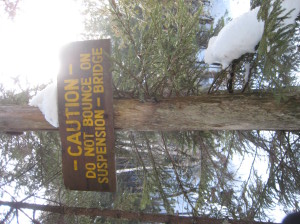 - CAUTION -
DO NOT BOUNCE ON
SUSPENSION - BRIDGE